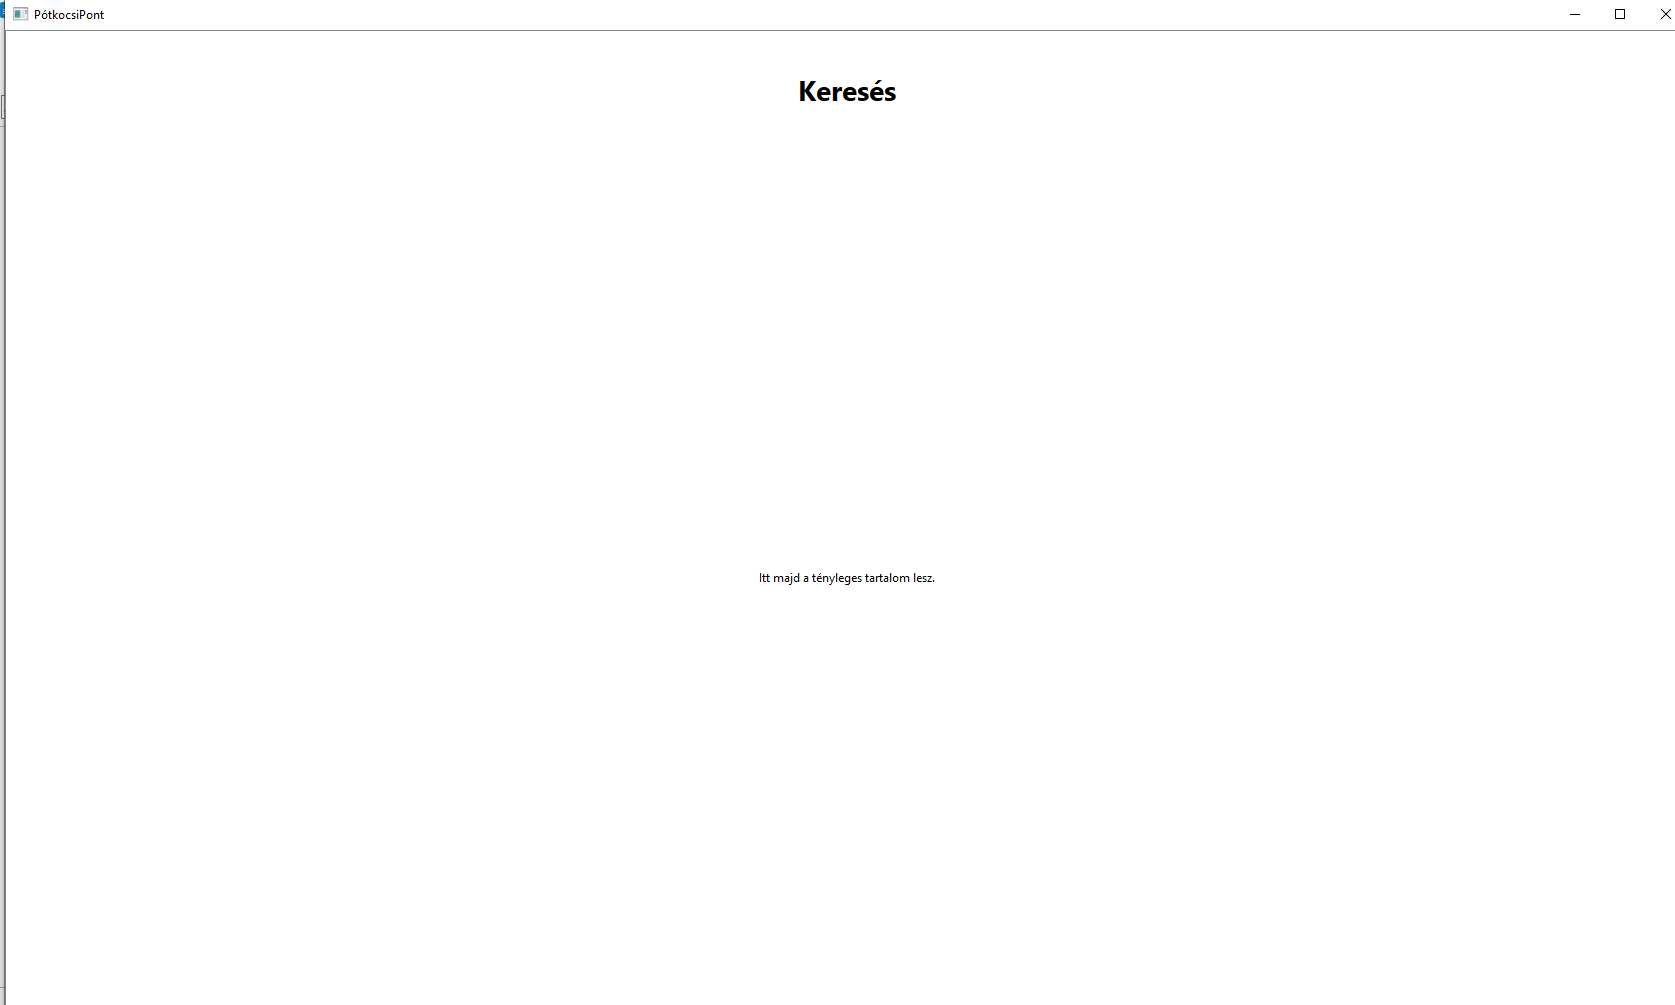 PótkocsiPont
Keresés
Itt majd a tényleges tartalom lesz.